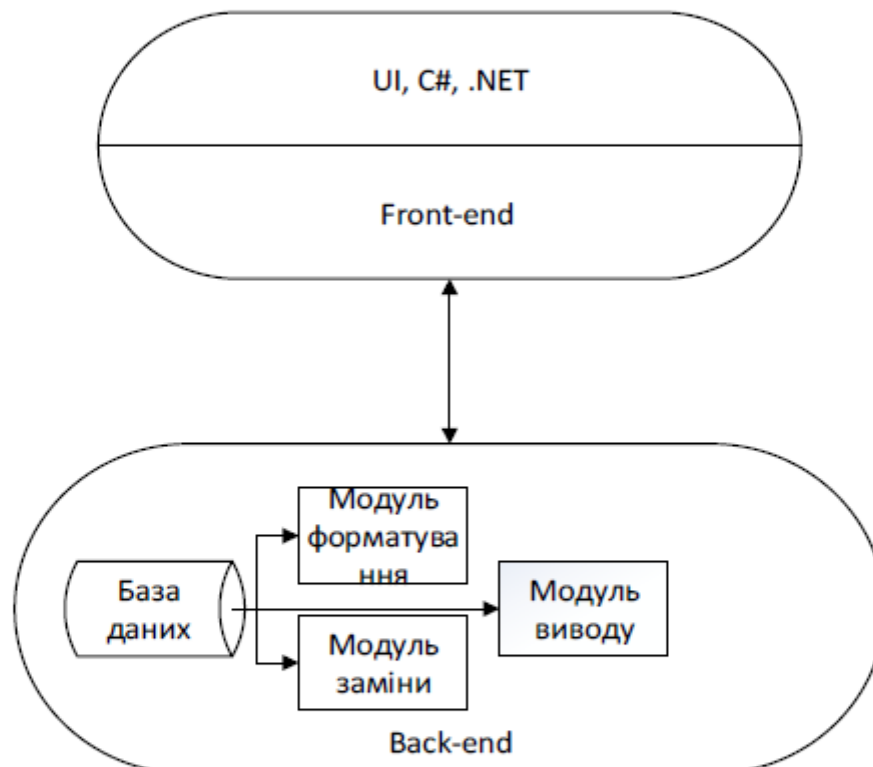 UI, C#, .NET
Front-end
Модуль
форматува
ння
База
даних
Модуль
виводу
Модуль
заміни
Back-end